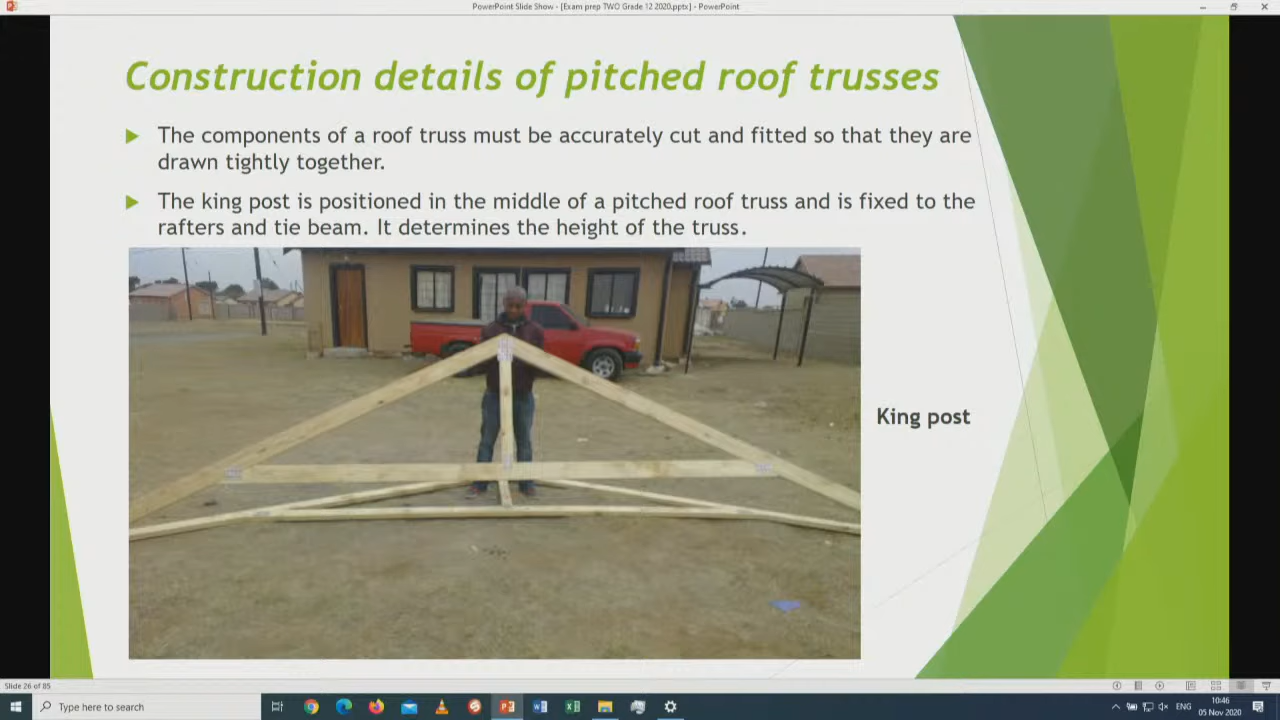 PowerPoint Slide Show - [Exam prep TWO Grade 12 2020.pptx] - PowerPoint
Construction details of pitched roof trusses
The components of a roof truss must be accurately cut and fitted so that they are
drawn tightly together.
The king post is positioned in the middle of a pitched roof truss and is fixed to the
rafters and tie beam. It determines the height of the truss.
King post
Slide 26 of 85
Type here to search
ENG
10:46
05 Nov 2020